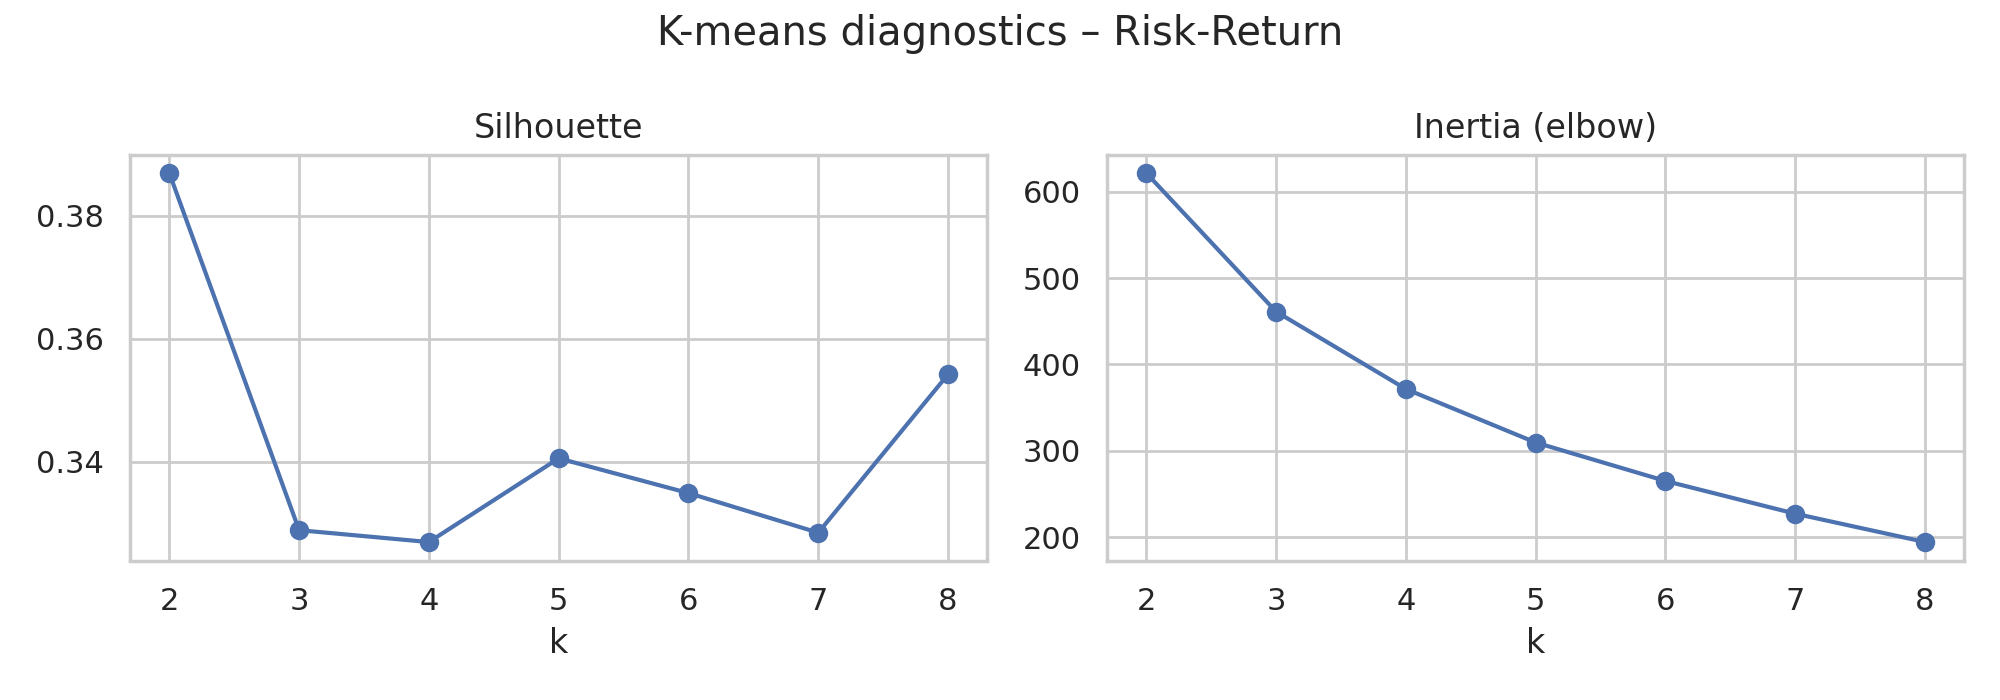 K-means diagnostics – Risk-Return
Silhouette
0.38
0.36
0.34
2 3 4 5 6 7 8
k
Inertia (elbow)
600
500
400
300
200
2 3 4 5 6 7 8
k